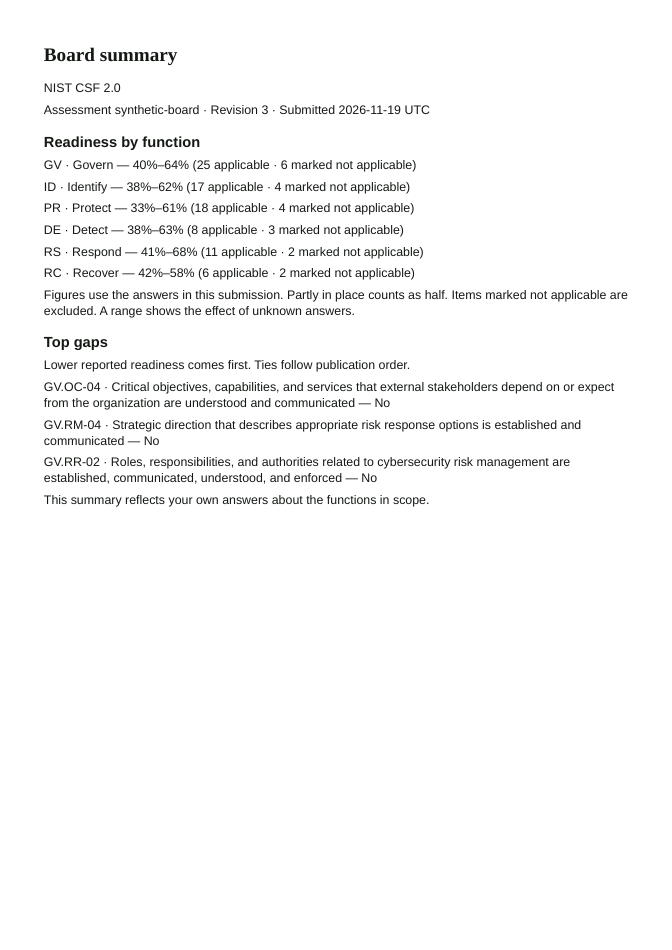 Board summary
NIST CSF 2.0
Assessment synthetic-board · Revision 3 · Submitted 2026-11-19 UTC
Readiness by function
GV · Govern — 40%–64% (25 applicable · 6 marked not applicable)
ID · Identify — 38%–62% (17 applicable · 4 marked not applicable)
PR · Protect — 33%–61% (18 applicable · 4 marked not applicable)
DE · Detect — 38%–63% (8 applicable · 3 marked not applicable)
RS · Respond — 41%–68% (11 applicable · 2 marked not applicable)
RC · Recover — 42%–58% (6 applicable · 2 marked not applicable)
Figures use the answers in this submission. Partly in place counts as half. Items marked not applicable are
excluded. A range shows the effect of unknown answers.
Top gaps
Lower reported readiness comes first. Ties follow publication order.
GV.OC-04 · Critical objectives, capabilities, and services that external stakeholders depend on or expect
from the organization are understood and communicated — No
GV.RM-04 · Strategic direction that describes appropriate risk response options is established and
communicated — No
GV.RR-02 · Roles, responsibilities, and authorities related to cybersecurity risk management are
established, communicated, understood, and enforced — No
This summary reflects your own answers about the functions in scope.